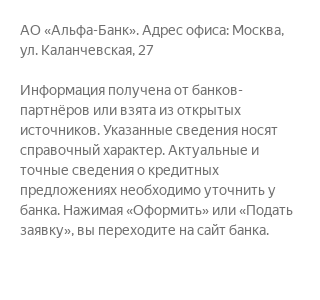 АО «Альфа-Банк». Адрес офиса: Москва,
ул. Каланчевская, 27
Информация получена от банков-
партнёров или взята из открытых
источников. Указанные сведения носят
справочный характер. Актуальные и
точные сведения о кредитных
предложениях необходимо уточнить у
банка. Нажимая «Оформить» или «Подать
заявку», вы переходите на сайт банка.